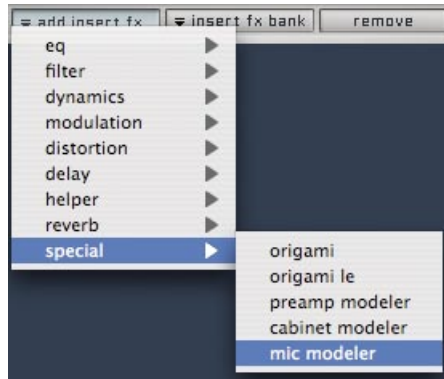 add insert fx insert fx bank remove
eq
filter
dynamics
modulation
distortion
delay
helper
reverb
special
origami
origami le
preamp modeler
cabinet modeler
mic modeler